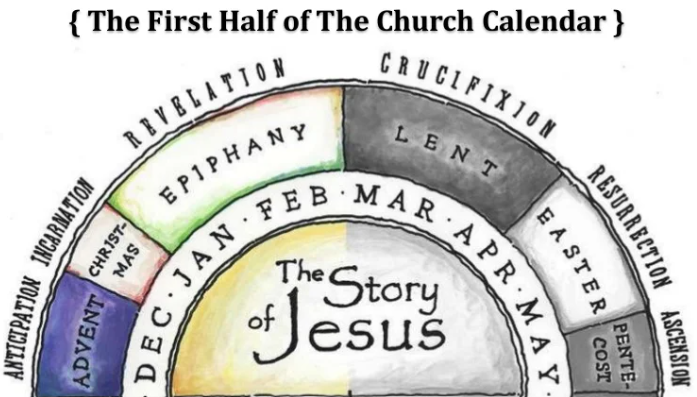 { The First Half of The Church Calendar }
ANTICIPATION
INCARNATION
REVELATION
CRUCIFIXION
RESURRECTION
ASCENSION
ADVENT
CHRIST-
MAS
EPIPHANY
LENT
EASTER
PENTE-
COST
DEC · JAN · FEB · MAR · APR · MAY ·
The Story
of Jesus